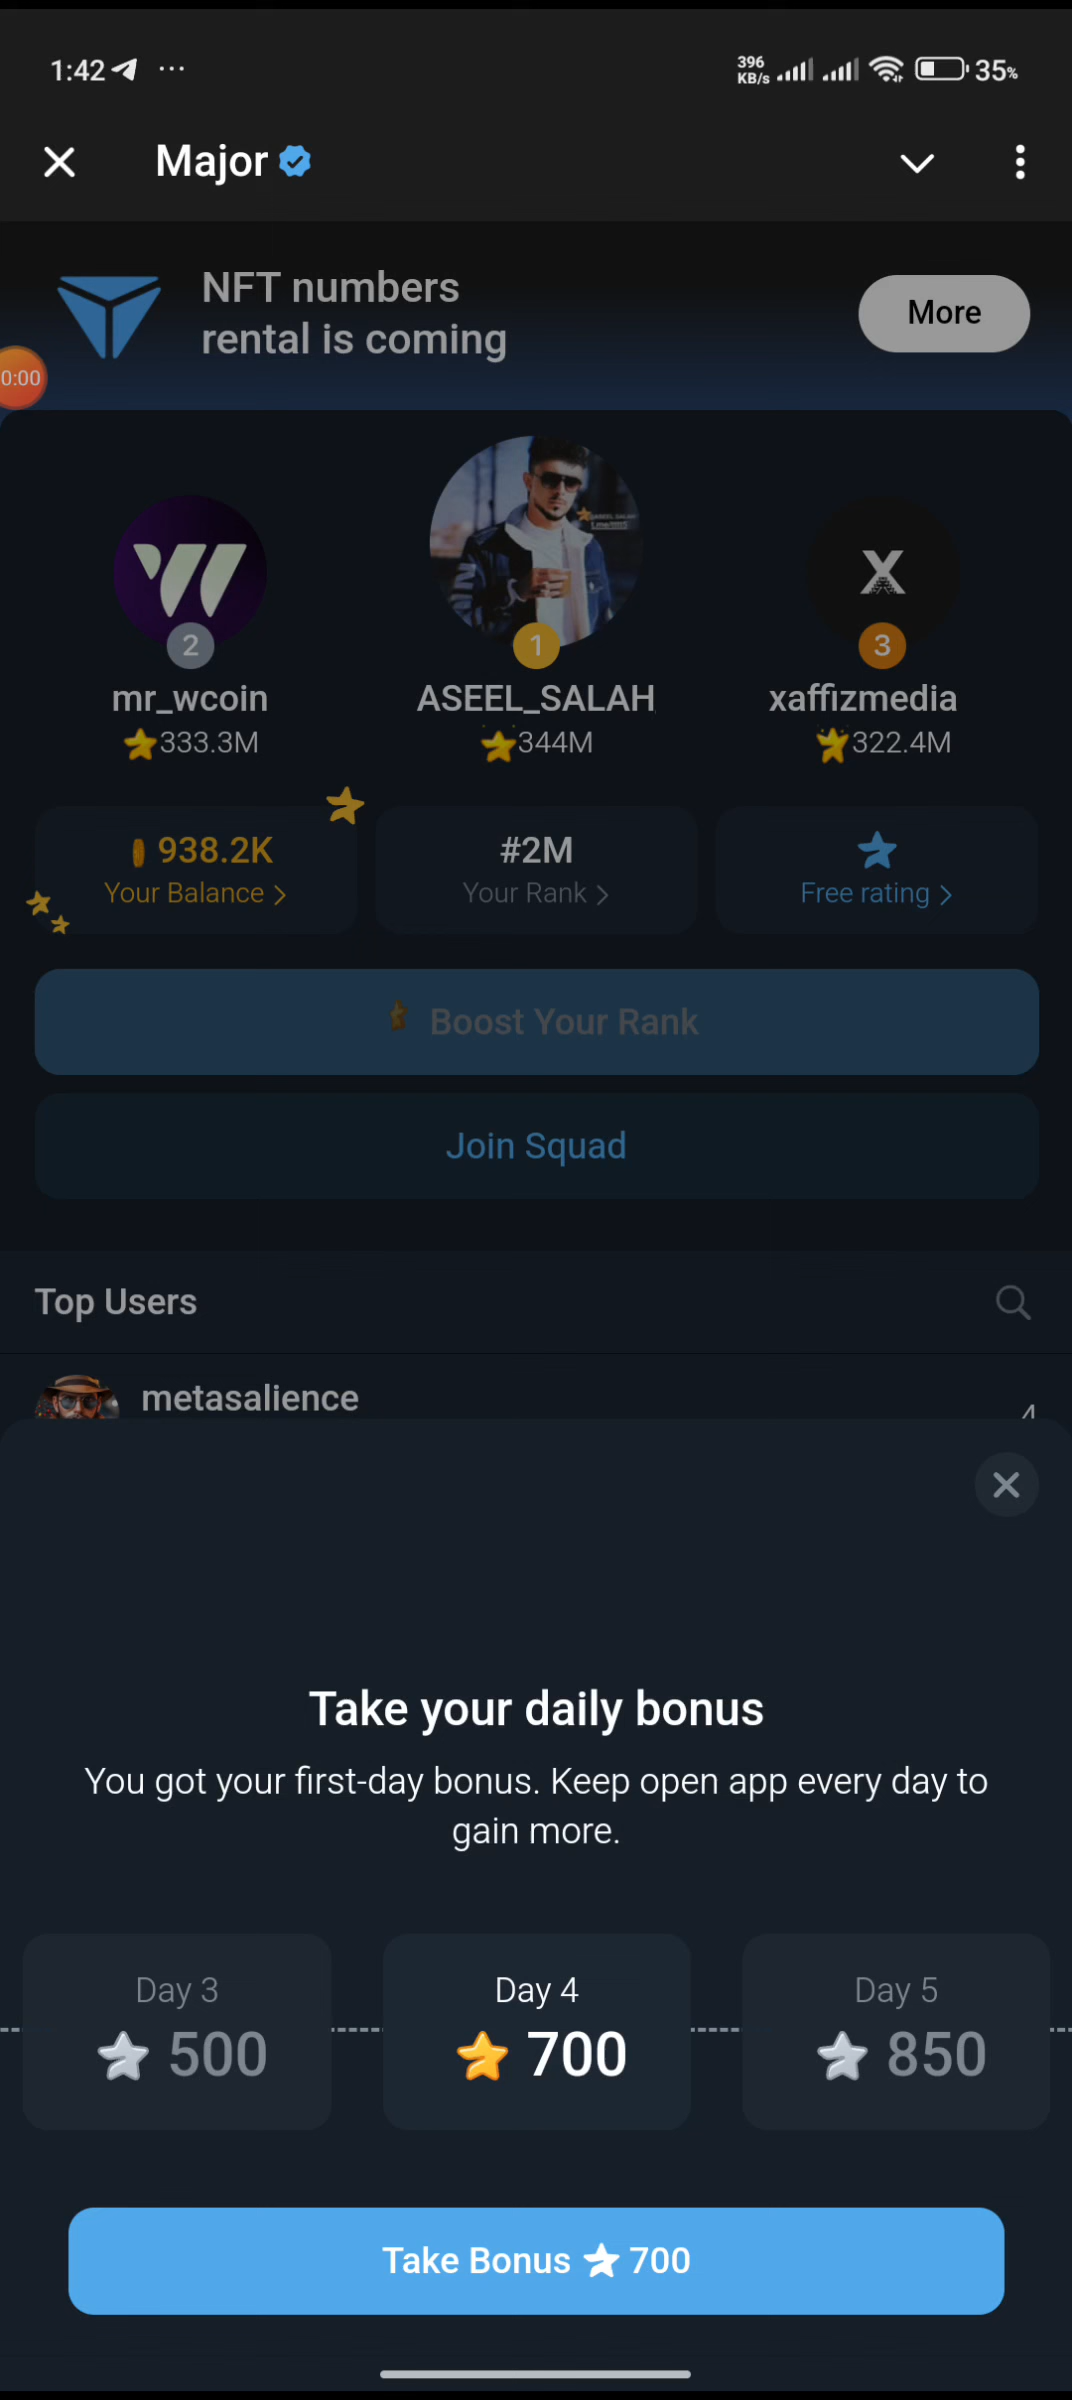 1:42 ...
396 KB/s
35%
Major
NFT numbers
rental is coming
More
0:00
2
1
3
mr_wcoin
ASEEL_SALAH
xaffizmedia
333.3M
344M
322.4M
938.2K
#2M
Your Balance >
Your Rank >
Free rating >
Boost Your Rank
Join Squad
Top Users
metasalience
4
Take your daily bonus
You got your first-day bonus. Keep open app every day to
gain more.
Day 3
Day 4
Day 5
500
700
850
Take Bonus 700